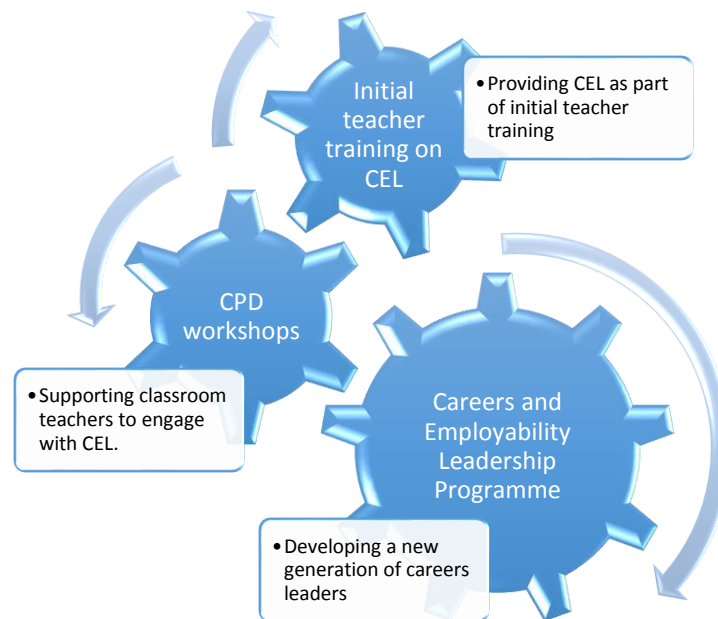 Initial
teacher
training on
CEL
•Providing CEL as part
of initial teacher
training
CPD
workshops
•Supporting classroom
teachers to engage
with CEL.
Careers and
Employability
Leadership
Programme
•Developing a new
generation of careers
leaders